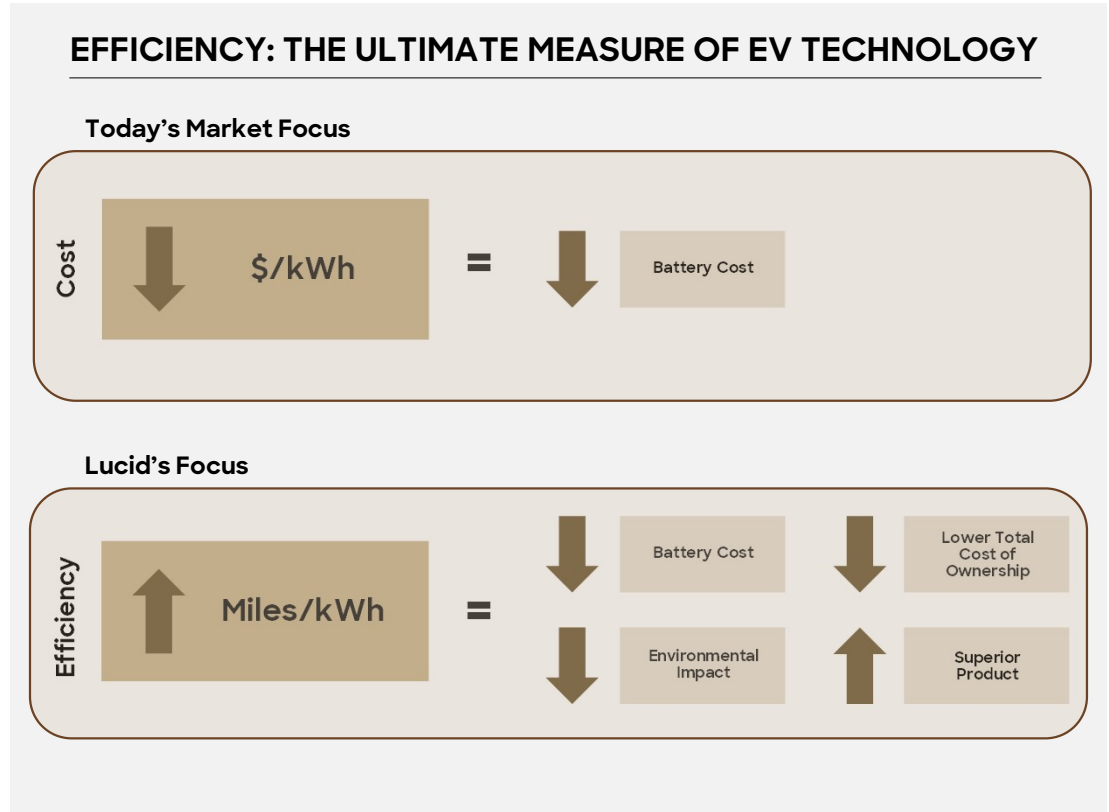 EFFICIENCY: THE ULTIMATE MEASURE OF EV TECHNOLOGY
Today's Market Focus
Cost
$/kWh
=
Battery Cost
Lucid's Focus
Efficiency
Miles/kWh
=
Battery Cost
Lower Total
Cost of
Ownership
Environmental
Impact
Superior
Product